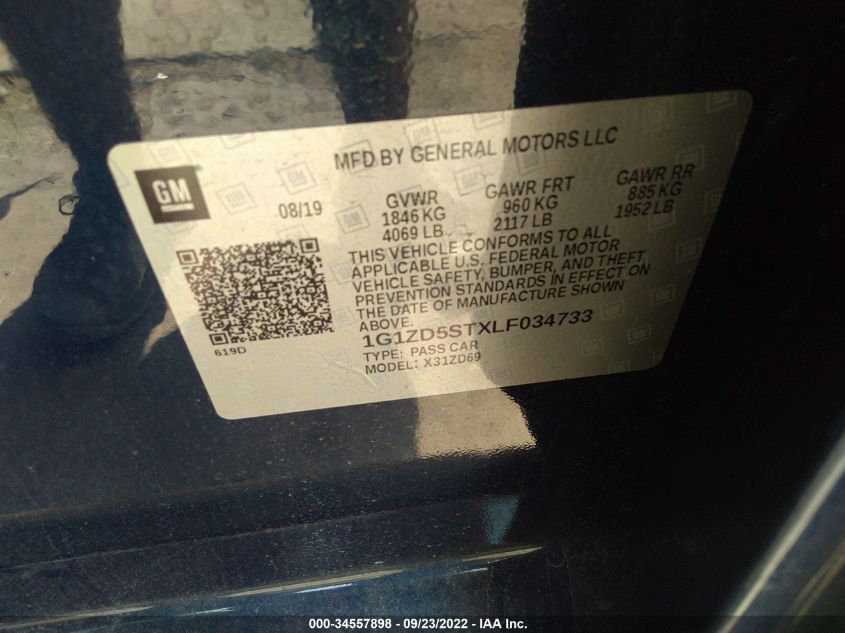 MFD BY GENERAL MOTORS LLC
GM
08/19
GVWR
1846 KG
4069 LB
GAWR FRT
960 KG
2117 LB
GAWR RR
885 KG
1952 LB
THIS VEHICLE CONFORMS TO ALL
APPLICABLE U.S. FEDERAL MOTOR
VEHICLE SAFETY, BUMPER, AND THEFT
PREVENTION STANDARDS IN EFFECT ON
THE DATE OF MANUFACTURE SHOWN
ABOVE.
619D
1G1ZD5STXLF034733
TYPE: PASS CAR
MODEL: X31ZD69
000-34557898 - 09/23/2022 - IAA Inc.